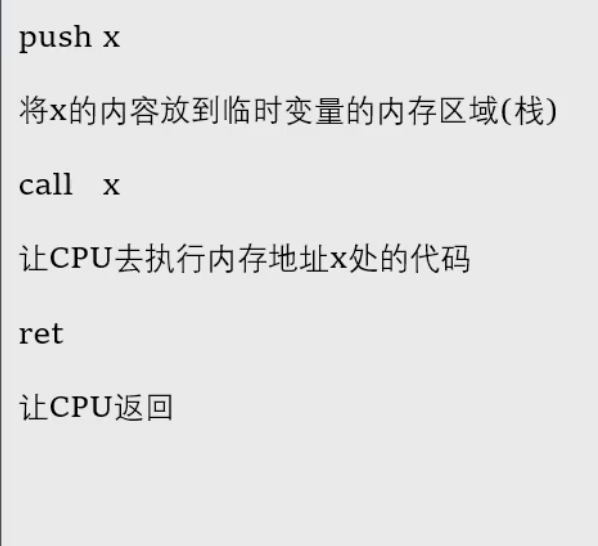 push x
将x的内容放到临时变量的内存区域(栈)
call x
让CPU去执行内存地址x处的代码
ret
让CPU返回